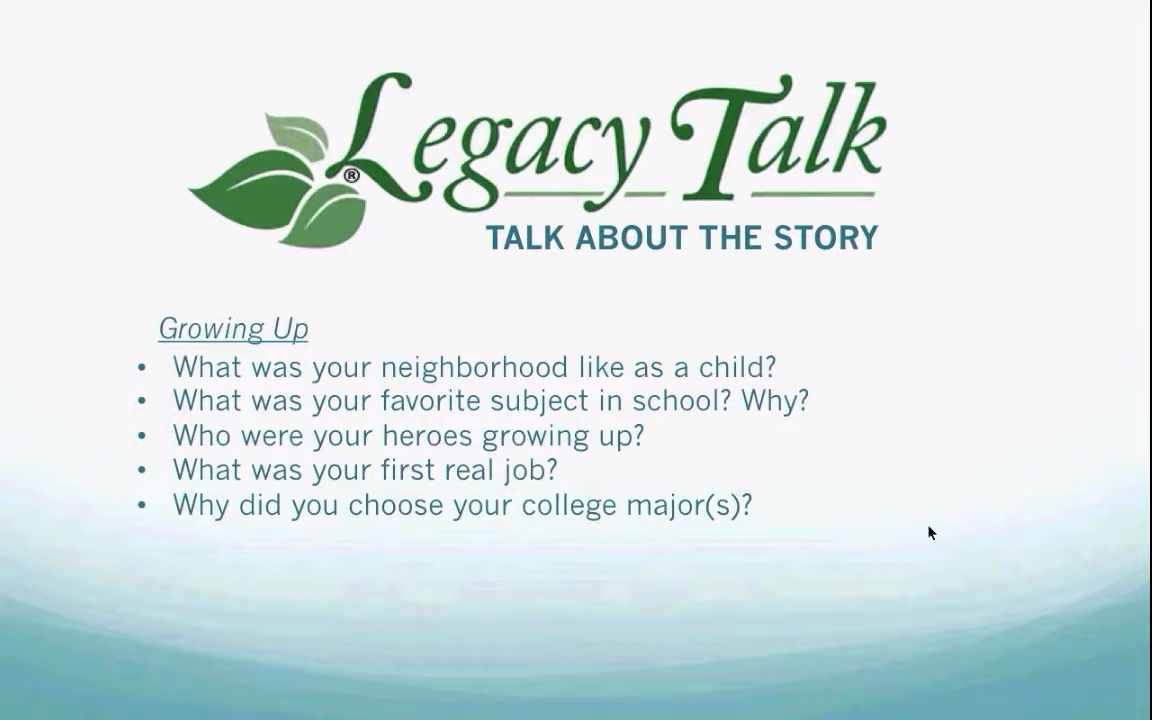 Legacy Talk
®
TALK ABOUT THE STORY
Growing Up
• What was your neighborhood like as a child?
• What was your favorite subject in school? Why?
• Who were your heroes growing up?
• What was your first real job?
• Why did you choose your college major(s)?